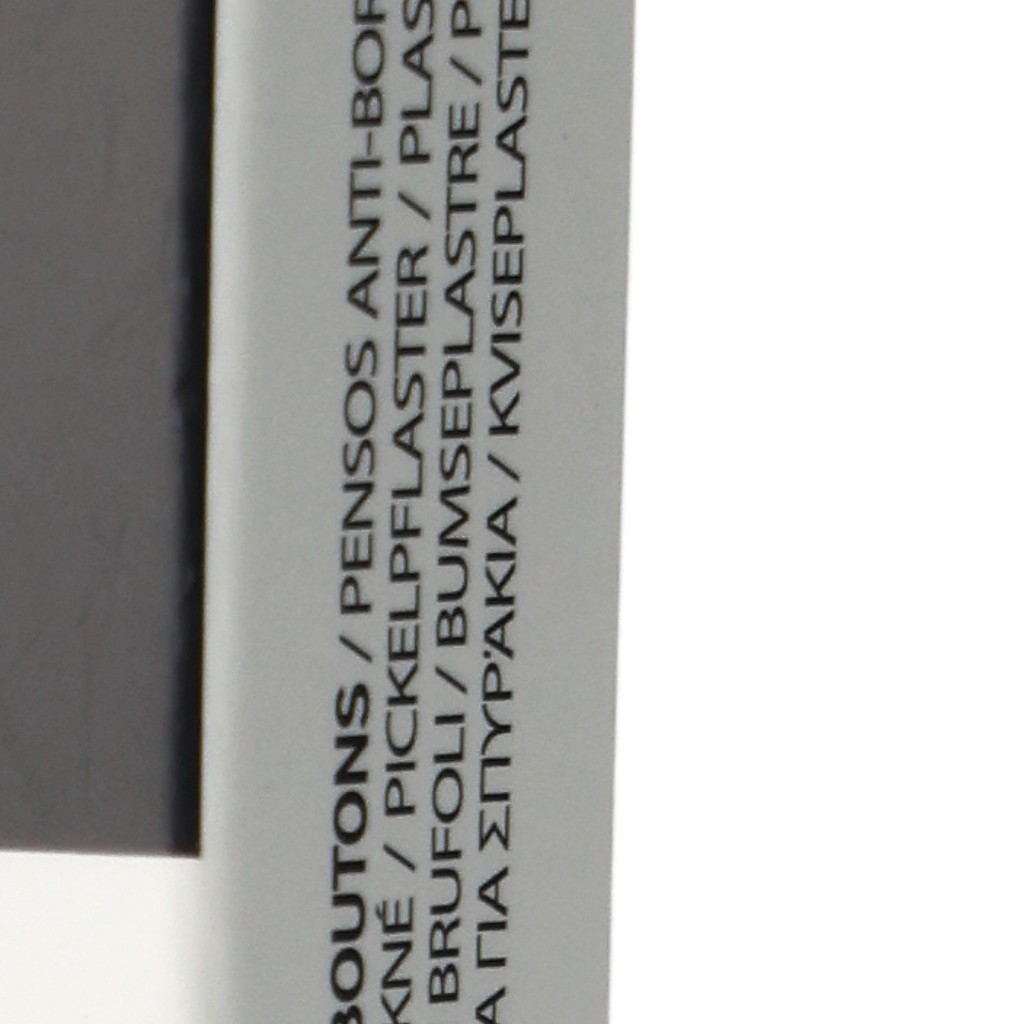 BOUTONS / PENSOS ANTI-BOR
KNÉ / PICKELPFLASTER / PLAS
BRUFOLI / BUMSEPLASTRE / P
Α ΓΙΑ ΣΠΥΡΆΚΙΑ / KVISEPLASTE